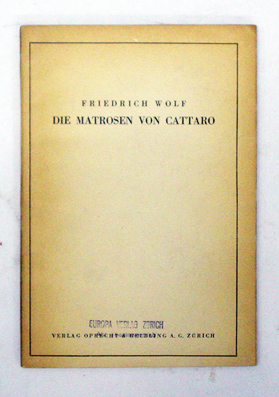 FRIEDRICH WOLF
DIE MATROSEN VON CATTARO
EUROPA VERLAG ZÜRICH
VERLAG OPRECHT & HELBLING A. G. ZÜRICH